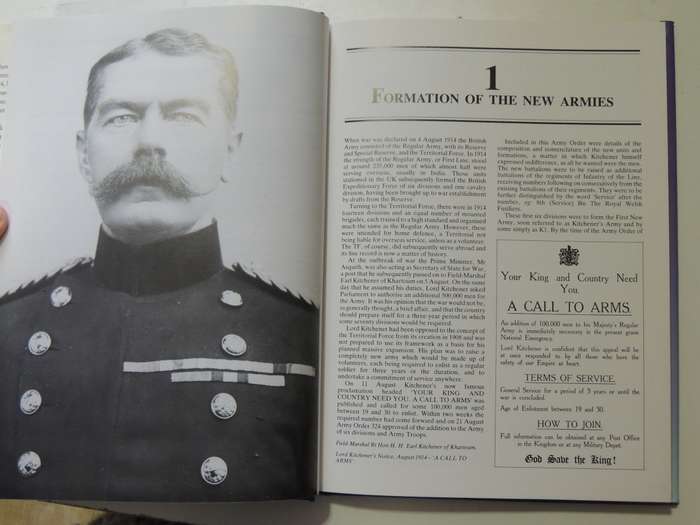 1
FORMATION OF THE NEW ARMIES
When war was declared on 4 August 1914 the British
Army consisted of the Regular Army, with its Reserve
and Special Reserve, and the Territorial Force. In 1914
the strength of the Regular Army, or First Line, stood
at around 235,000 men of which almost half were
serving overseas, usually in India. Those units
stationed in the UK subsequently formed the British
Expeditionary Force of six divisions and one cavalry
division, having been brought up to war establishment
by drafts from the Reserve.
Turning to the Territorial Force, there were in 1914
fourteen divisions and an equal number of mounted
brigades, each trained to a high standard and organised
much the same as the Regular Army. However, these
were intended for home defence, a Territorial not
being liable for overseas service, unless as a volunteer.
The TF, of course, did subsequently serve abroad and
its his record is now a matter of history.
At the outbreak of war the Prime Minister, Mr
Asquith, was also acting as Secretary of State for War,
a post that he subsequently passed on to Field-Marshal
Earl Kitchener of Khartoum on 5 August. On the same
day that he assumed his duties, Lord Kitchener asked
Parliament to authorise an additional 500,000 men for
the Army. It was his opinion that the war would not be,
as generally thought, a brief affair, and that the country
should prepare itself for a three year period in which
some seventy divisions would be required.
Lord Kitchener had been opposed to the concept of
the Territorial Force from its creation in 1908 and was
not prepared to use its framework as a basis for his
planned massive expansion. His plan was to raise a
completely new army which would be made up of
volunteers, each being required to enlist as a regular
soldier for three years or the duration, and to
undertake a commitment of service anywhere.
On 11 August Kitchener's now famous
proclamation headed 'YOUR KING AND
COUNTRY NEED YOU. A CALL TO ARMS' was
published and called for some 100,000 men aged
between 19 and 30 to enlist. Within two weeks the
required number had come forward and on 21 August
Army Order 324 approved of the addition to the Army
of six divisions and Army Troops.
Field-Marshal Rt Hon H. H. Earl Kitchener of Khartoum.
Lord Kitchener's Notice, August 1914 - 'A CALL TO
ARMS'.
Included in this Army Order were details of the
composition and nomenclature of the new units and
formations, a matter in which Kitchener himself
expressed indifference, as all he wanted were the men.
The new battalions were to be raised as additional
battalions of the regiments of Infantry of the Line,
receiving numbers following on consecutively from the
existing battalions of their regiments. They were to be
further distinguished by the word 'Service' after the
number, eg: 8th (Service) Bn The Royal Welsh
Fusiliers.
These first six divisions were to form the First New
Army, soon referred to as Kitchener's Army and by
some simply as K1. By the time of the Army Order of
Your King and Country Need
You.
A CALL TO ARMS.
An addition of 100,000 men to his Majesty's Regular
Army is immediately necessary in the present grave
National Emergency.
Lord Kitchener is confident that this appeal will be
at once responded to by all those who have the
safety of our Empire at heart.
TERMS OF SERVICE.
General Service for a period of 3 years or until the
war is concluded.
Age of Enlistment between 19 and 30.
HOW TO JOIN.
Full information can be obtained at any Post Office
in the Kingdom or at any Military Depot.
God Save the King!